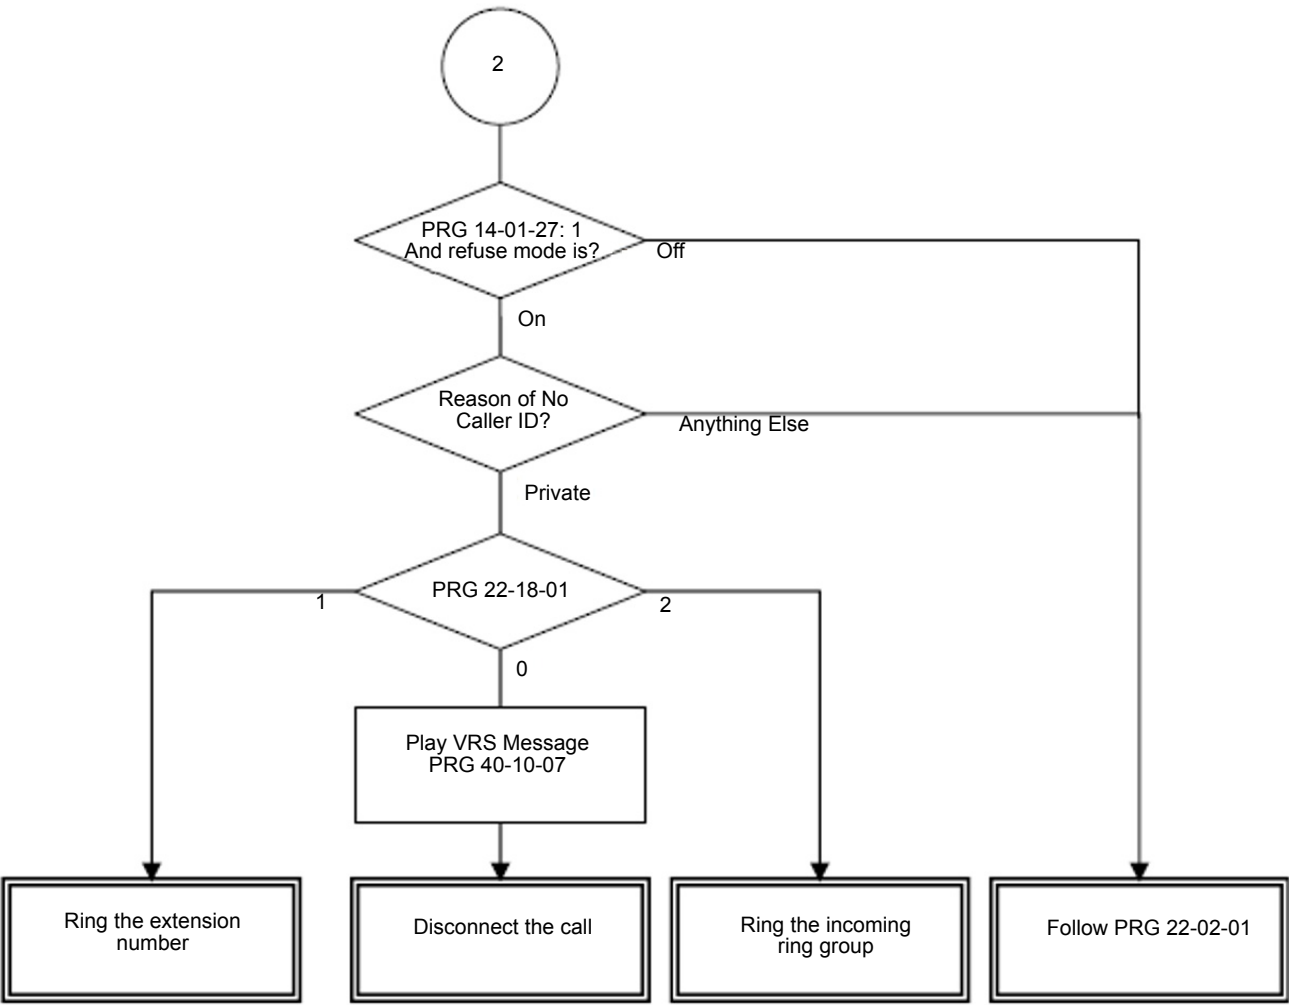 2
PRG 14-01-27: 1
And refuse mode is?
Off
On
Reason of No
Caller ID?
Anything Else
Private
PRG 22-18-01
1
2
0
Play VRS Message
PRG 40-10-07
Ring the extension
number
Disconnect the call
Ring the incoming
ring group
Follow PRG 22-02-01